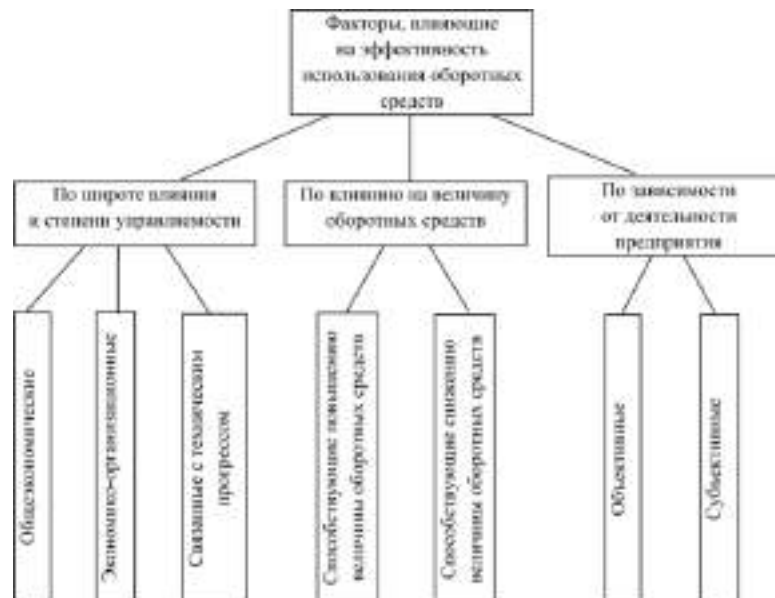 Факторы, влияющие
на эффективность
использования оборотных
средств
По широте влияния
и степени управляемости
По влиянию на величину
оборотных средств
По зависимости
от деятельности
предприятия
Общеэкономические
Экономико-организационные
Связанные с техническим
прогрессом
Способствующие повышению
величины оборотных средств
Способствующие снижению
величины оборотных средств
Объективные
Субъективные